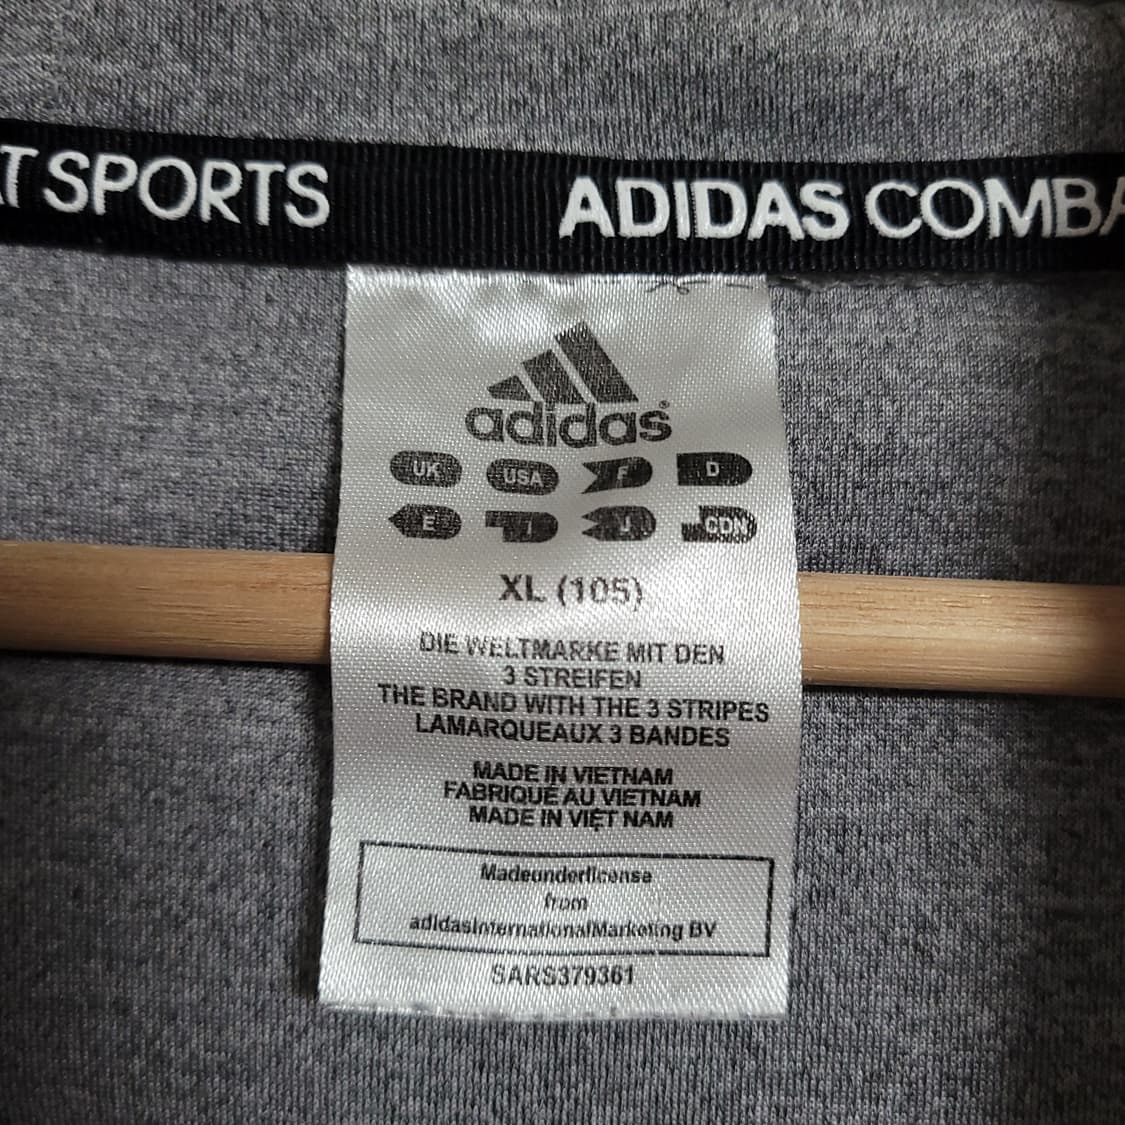 T SPORTS ADIDAS COMBA
adidas®
UK USA F D
E I J CDN
XL (105)
DIE WELTMARKE MIT DEN
3 STREIFEN
THE BRAND WITH THE 3 STRIPES
LAMARQUEAUX 3 BANDES
MADE IN VIETNAM
FABRIQUÉ AU VIETNAM
MADE IN VIỆT NAM
Madeunderlicense
from
adidasInternationalMarketing BV
SARS379361